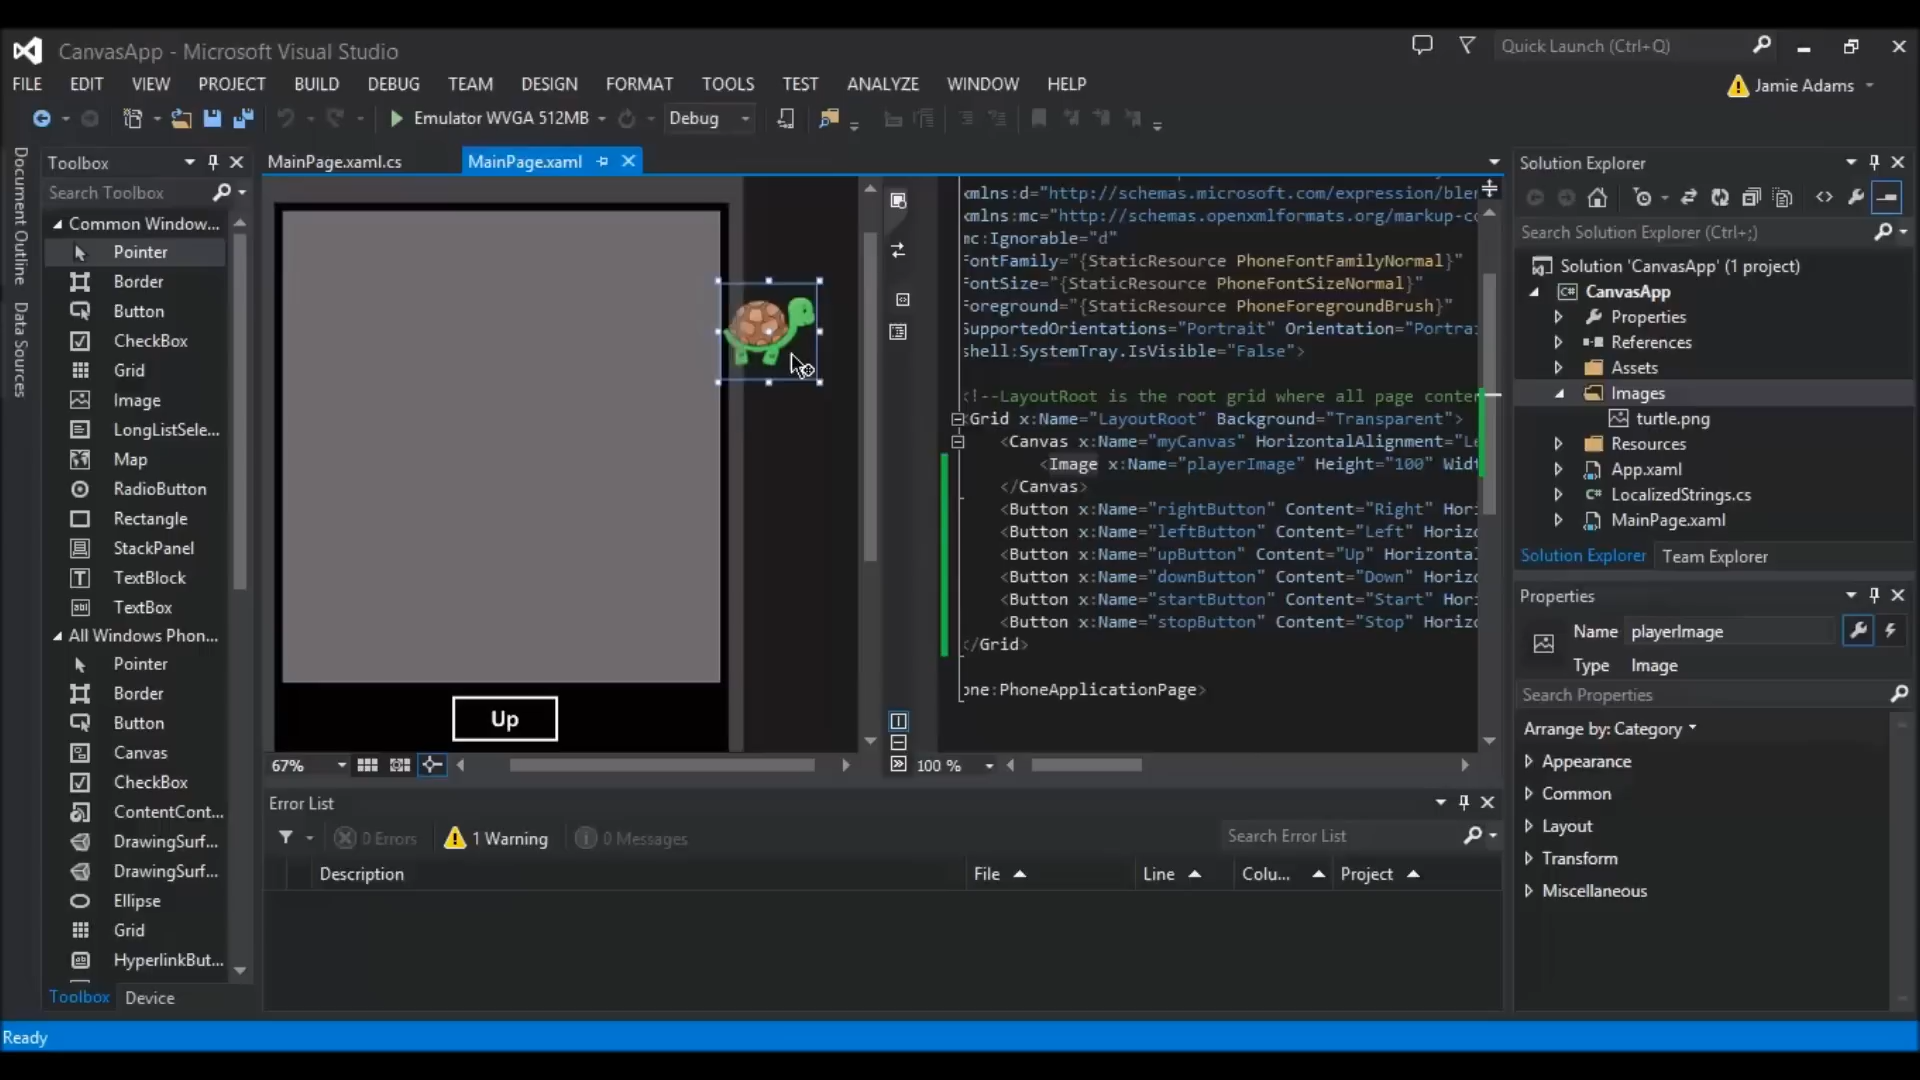 CanvasApp - Microsoft Visual Studio
Quick Launch (Ctrl+Q)
FILE EDIT VIEW PROJECT BUILD DEBUG TEAM DESIGN FORMAT TOOLS TEST ANALYZE WINDOW HELP
Jamie Adams
Emulator WVGA 512MB
Debug
Document Outline
Data Sources
Toolbox
Search Toolbox
Common Window...
Pointer
Border
Button
CheckBox
Grid
Image
LongListSele...
Map
RadioButton
Rectangle
StackPanel
TextBlock
TextBox
All Windows Phon...
Pointer
Border
Button
Canvas
CheckBox
ContentCont...
DrawingSurf...
DrawingSurf...
Ellipse
Grid
HyperlinkBut...
Toolbox Device
MainPage.xaml.cs
MainPage.xaml
Up
67%
xmlns:d="http://schemas.microsoft.com/expression/blen
xmlns:mc="http://schemas.openxmlformats.org/markup-co
mc:Ignorable="d"
FontFamily="{StaticResource PhoneFontFamilyNormal}"
FontSize="{StaticResource PhoneFontSizeNormal}"
Foreground="{StaticResource PhoneForegroundBrush}"
SupportedOrientations="Portrait" Orientation="Portrai
shell:SystemTray.IsVisible="False">
<!--LayoutRoot is the root grid where all page conten
<Grid x:Name="LayoutRoot" Background="Transparent">
<Canvas x:Name="myCanvas" HorizontalAlignment="Le
<Image x:Name="playerImage" Height="100" Widt
</Canvas>
<Button x:Name="rightButton" Content="Right" Hori
<Button x:Name="leftButton" Content="Left" Horizo
<Button x:Name="upButton" Content="Up" Horizontal
<Button x:Name="downButton" Content="Down" Horizo
<Button x:Name="startButton" Content="Start" Hori
<Button x:Name="stopButton" Content="Stop" Horizo
</Grid>
one:PhoneApplicationPage>
100 %
Error List
0 Errors
1 Warning
0 Messages
Search Error List
Description File Line Colu... Project
Solution Explorer
Search Solution Explorer (Ctrl+;)
Solution 'CanvasApp' (1 project)
C# CanvasApp
Properties
References
Assets
Images
turtle.png
Resources
App.xaml
C# LocalizedStrings.cs
MainPage.xaml
Solution Explorer Team Explorer
Properties
Name playerImage
Type Image
Search Properties
Arrange by: Category
Appearance
Common
Layout
Transform
Miscellaneous
Ready